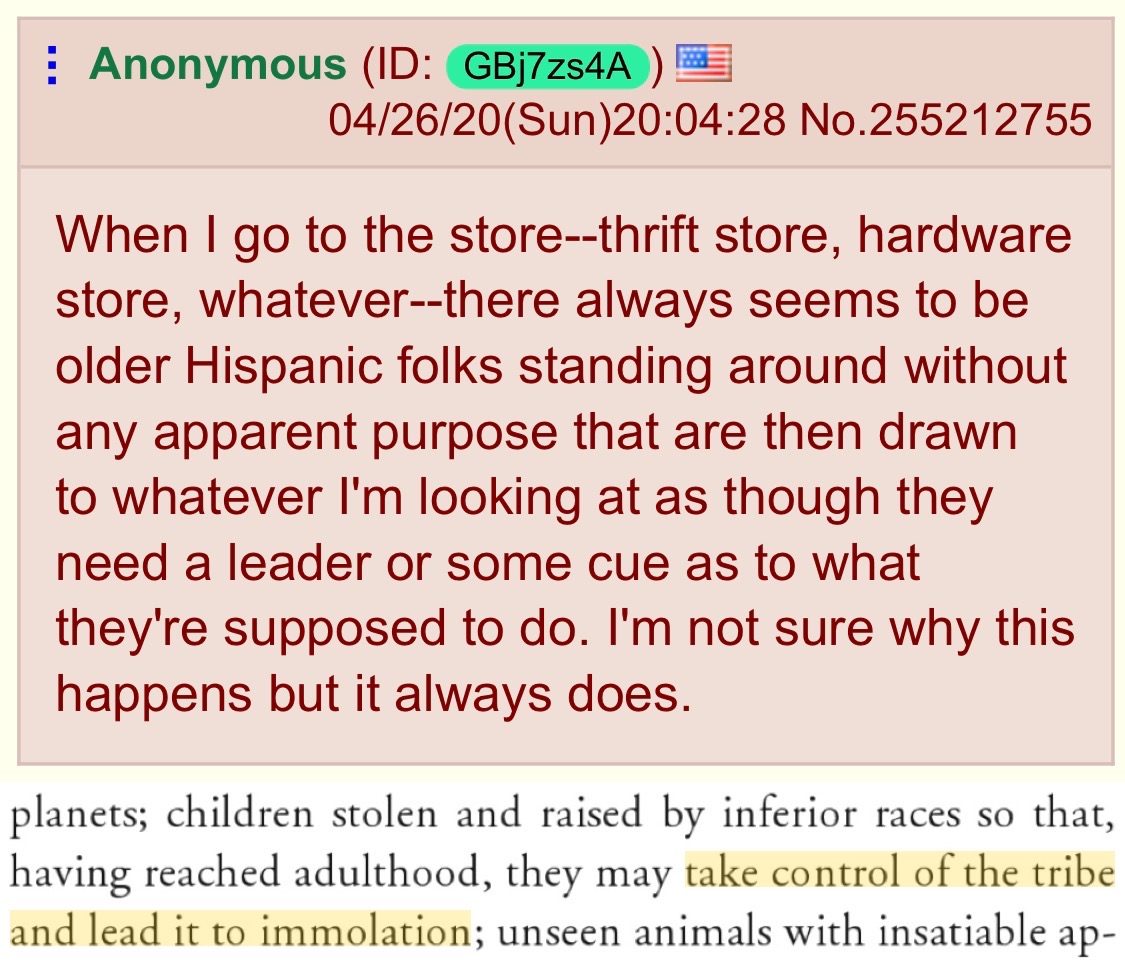 Anonymous (ID: GBj7zs4A)
04/26/20(Sun)20:04:28 No.255212755
When I go to the store--thrift store, hardware
store, whatever--there always seems to be
older Hispanic folks standing around without
any apparent purpose that are then drawn
to whatever I'm looking at as though they
need a leader or some cue as to what
they're supposed to do. I'm not sure why this
happens but it always does.
planets; children stolen and raised by inferior races so that,
having reached adulthood, they may take control of the tribe
and lead it to immolation; unseen animals with insatiable ap-